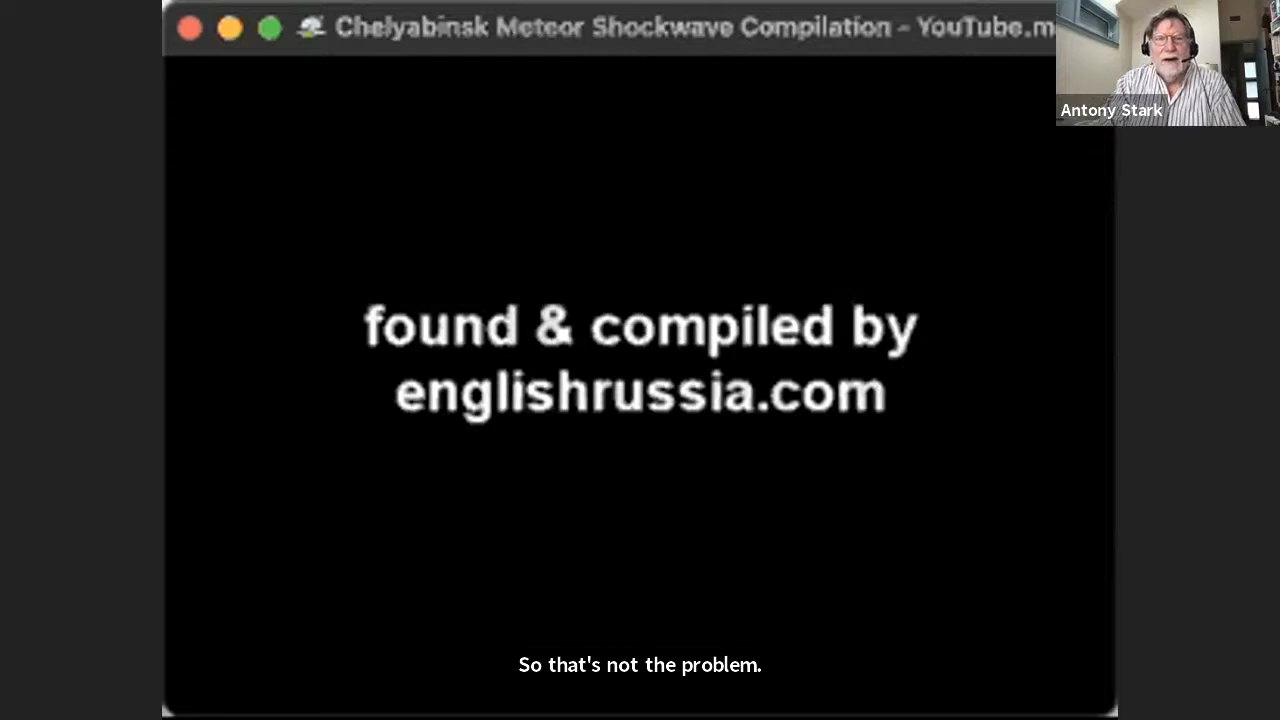 Chelyabinsk Meteor Shockwave Compilation - YouTube.m
Antony Stark
found & compiled by
englishrussia.com
So that's not the problem.